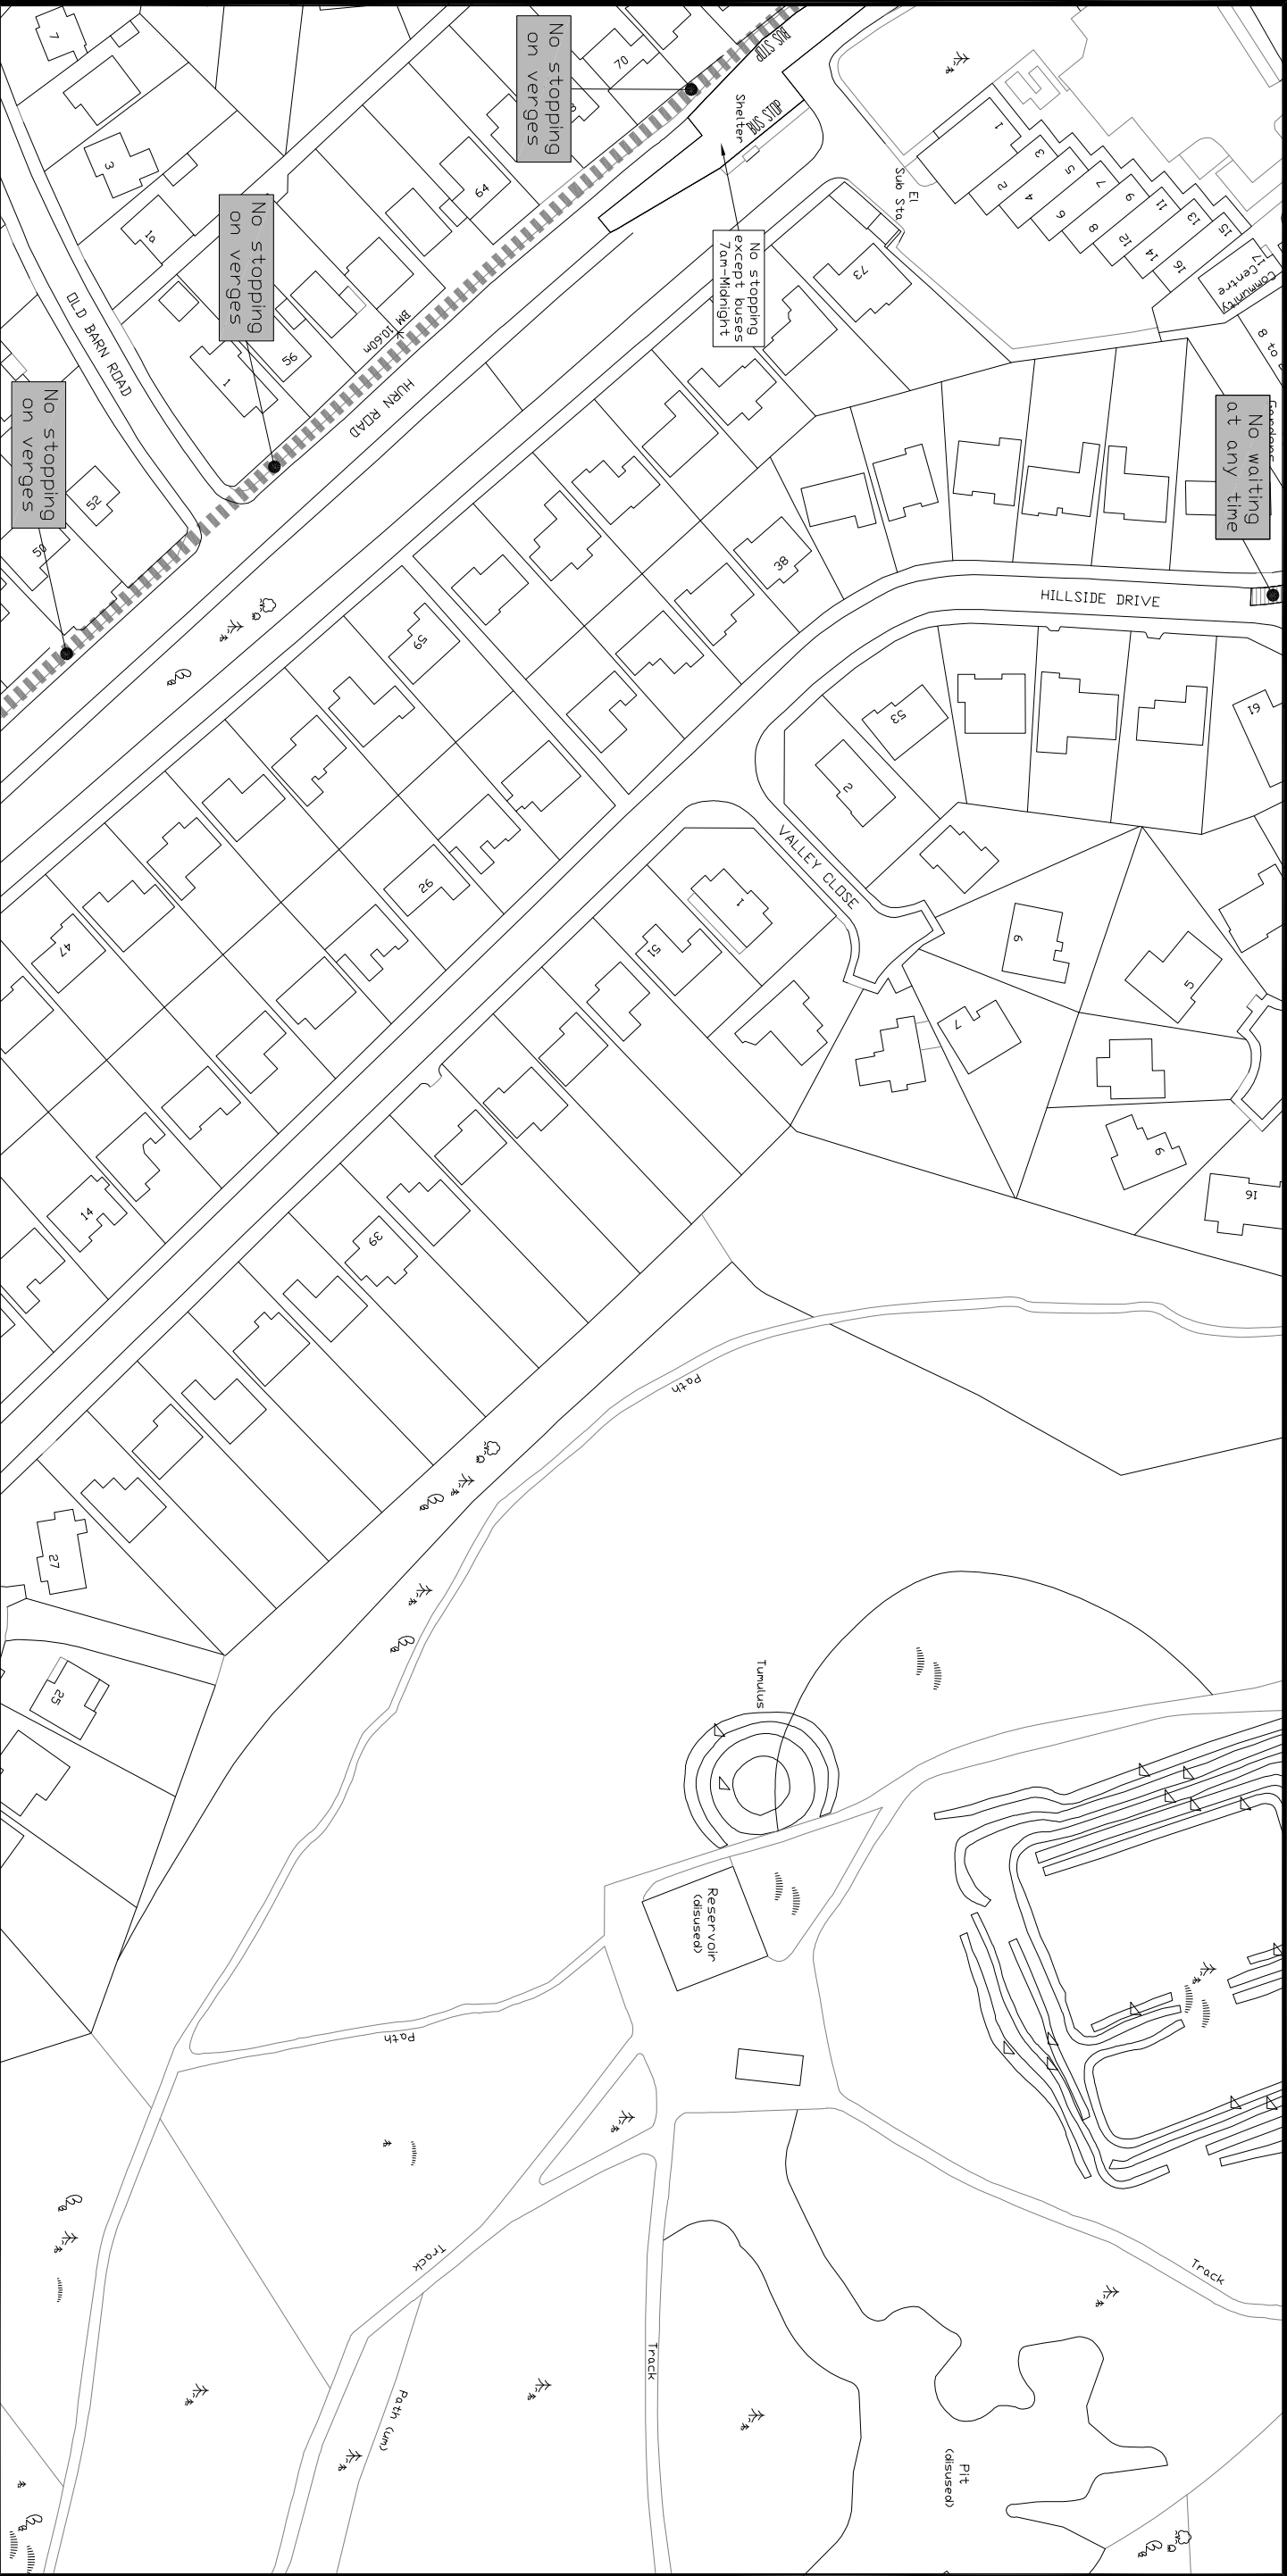 7
3
1a
No stopping
on verges
70
64
BUS STOP
BUS STOP
Shelter
El
Sub Sta
1
3
5
7
9
11
13
15
17
2
4
6
8
12
14
16
Community
Centre
8 to
No stopping
on verges
No stopping
except buses
7am-Midnight
73
BM 10.60m
56
1
OLD BARN ROAD
HURN ROAD
No stopping
on verges
52
50
No waiting
at any time
38
HILLSIDE DRIVE
59
53
2
61
VALLEY CLOSE
26
1
51
47
6
5
7
9
16
14
39
Path
27
25
Tumulus
Reservoir
(disused)
Path
Track
Track
Track
Path (um)
Pit
(disused)